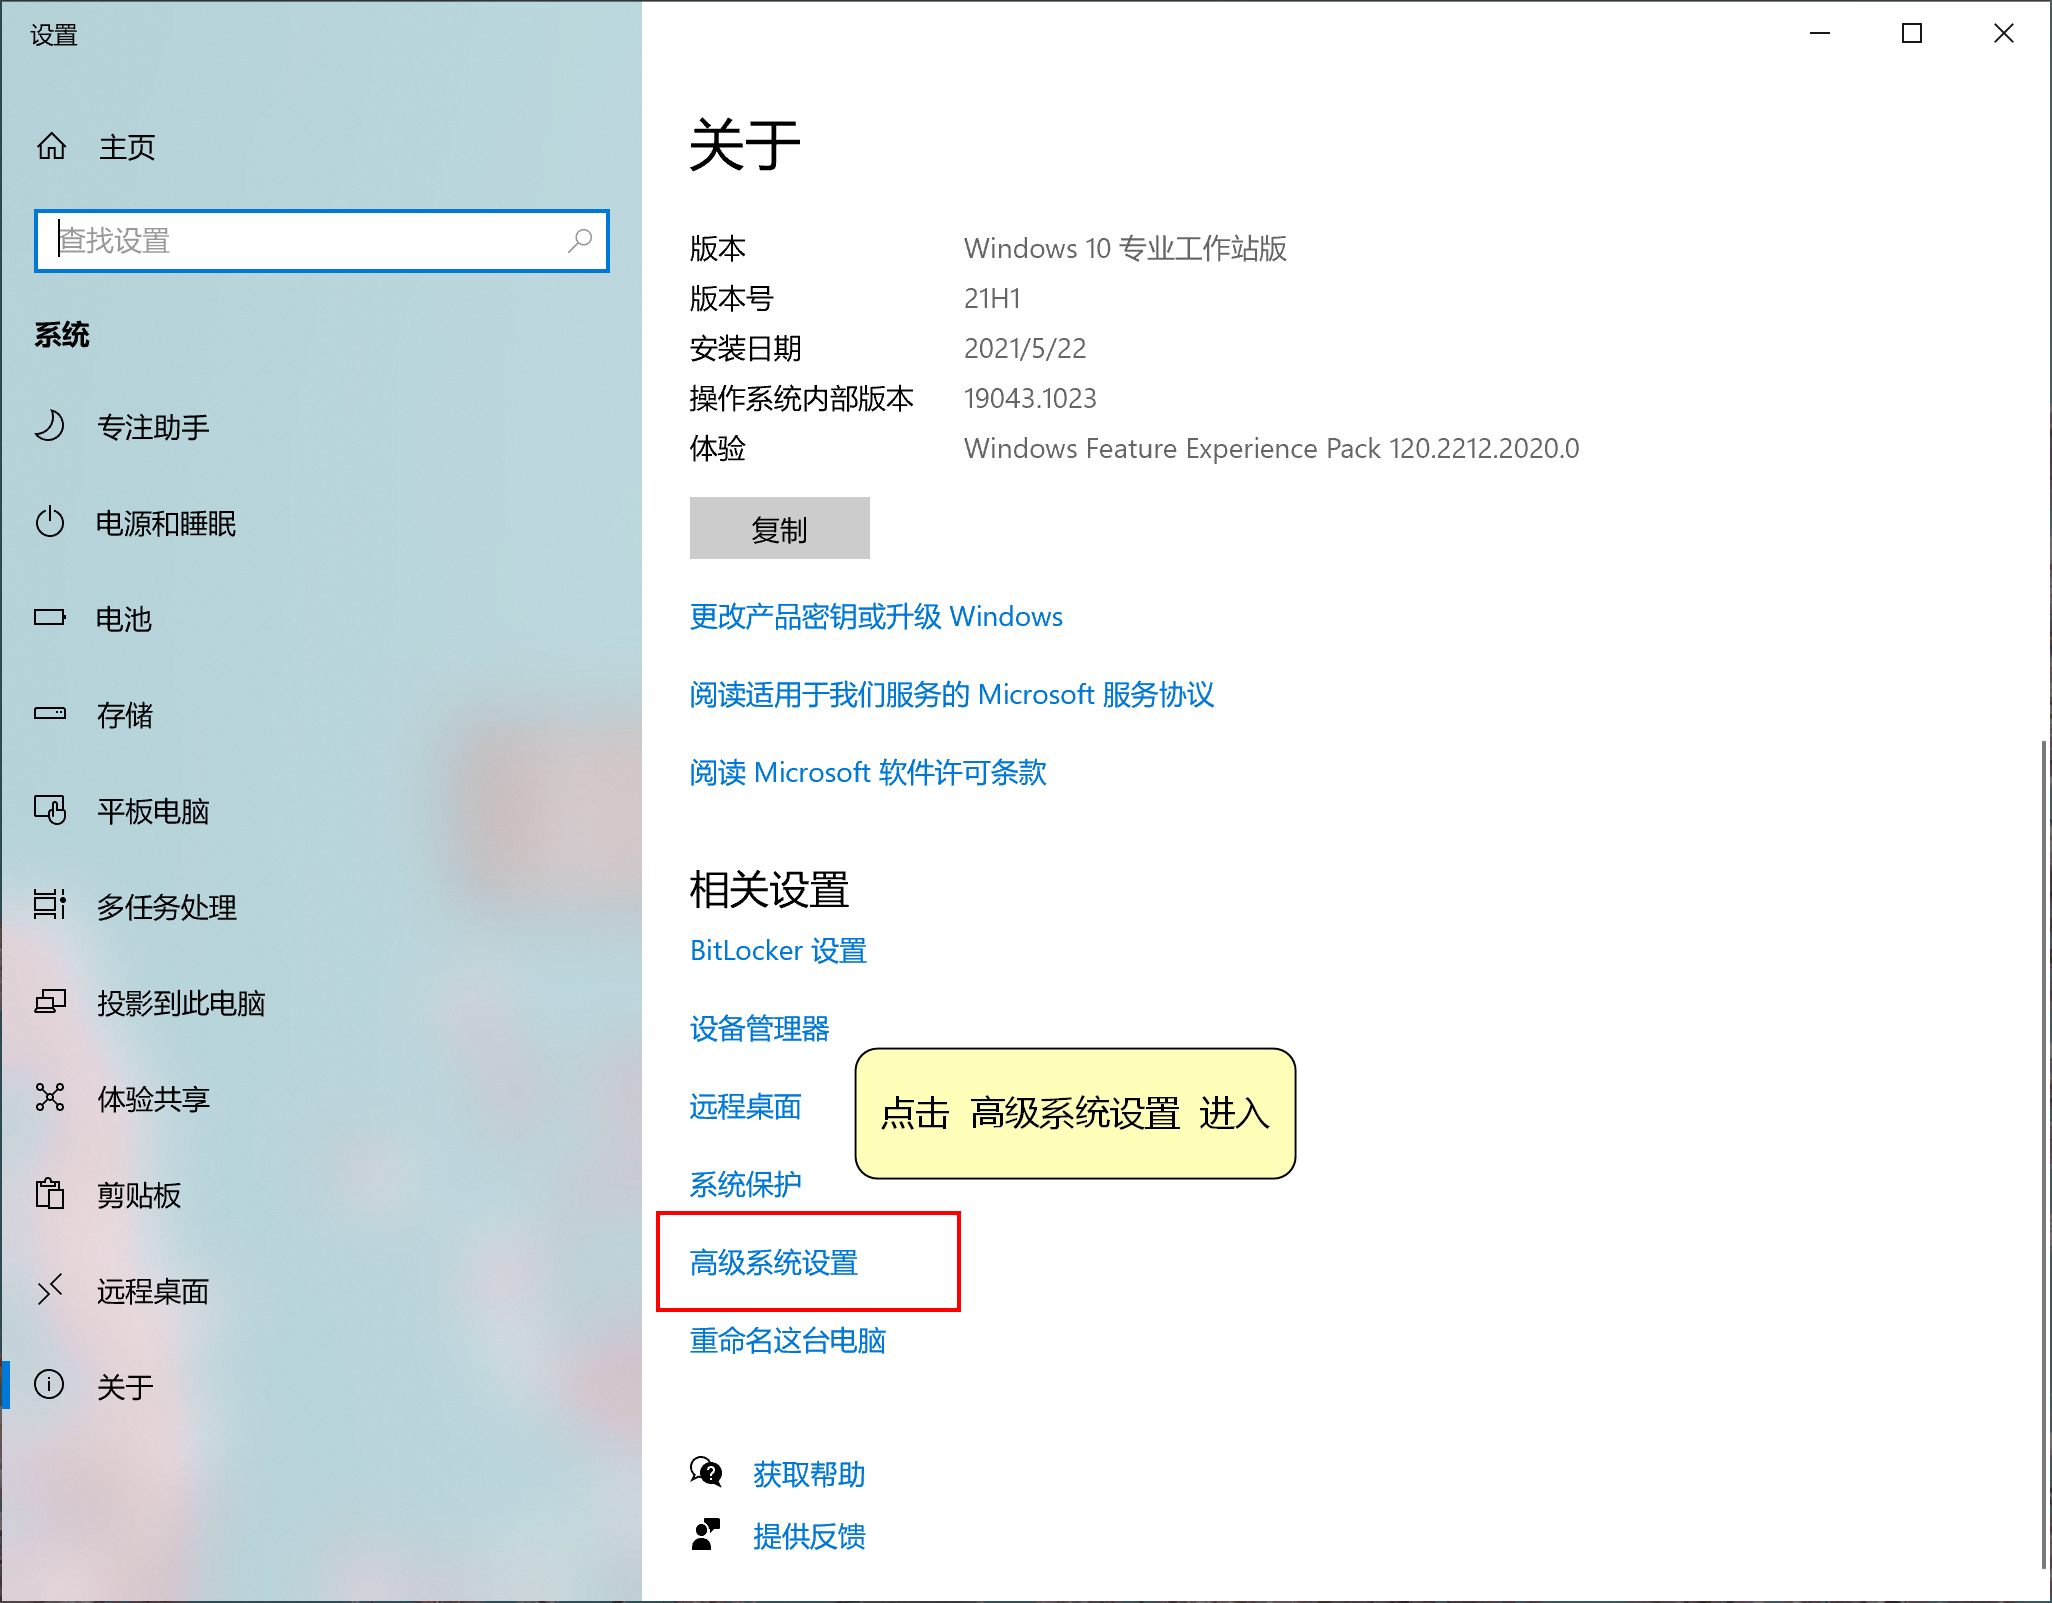 设置
主页
查找设置
系统
专注助手
电源和睡眠
电池
存储
平板电脑
多任务处理
投影到此电脑
体验共享
剪贴板
远程桌面
关于
关于
版本 Windows 10 专业工作站版
版本号 21H1
安装日期 2021/5/22
操作系统内部版本 19043.1023
体验 Windows Feature Experience Pack 120.2212.2020.0
复制
更改产品密钥或升级 Windows
阅读适用于我们服务的 Microsoft 服务协议
阅读 Microsoft 软件许可条款
相关设置
BitLocker 设置
设备管理器
远程桌面
点击 高级系统设置 进入
系统保护
高级系统设置
重命名这台电脑
获取帮助
提供反馈